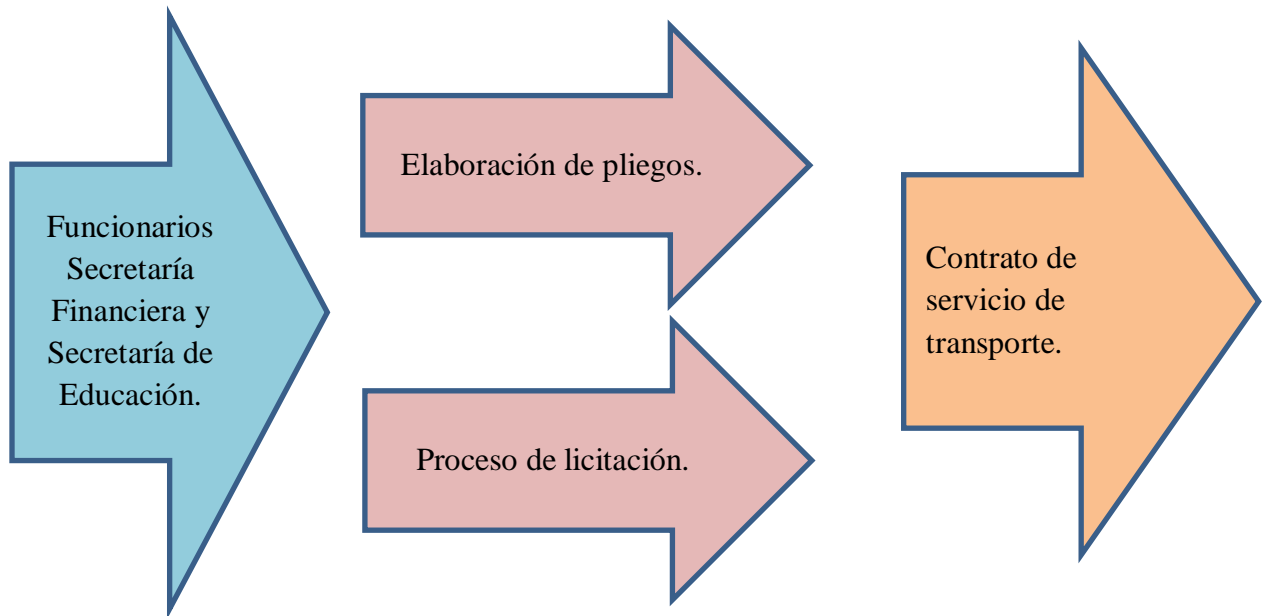 Funcionarios
Secretaría
Financiera y
Secretaría de
Educación.
Elaboración de pliegos.
Proceso de licitación.
Contrato de
servicio de
transporte.